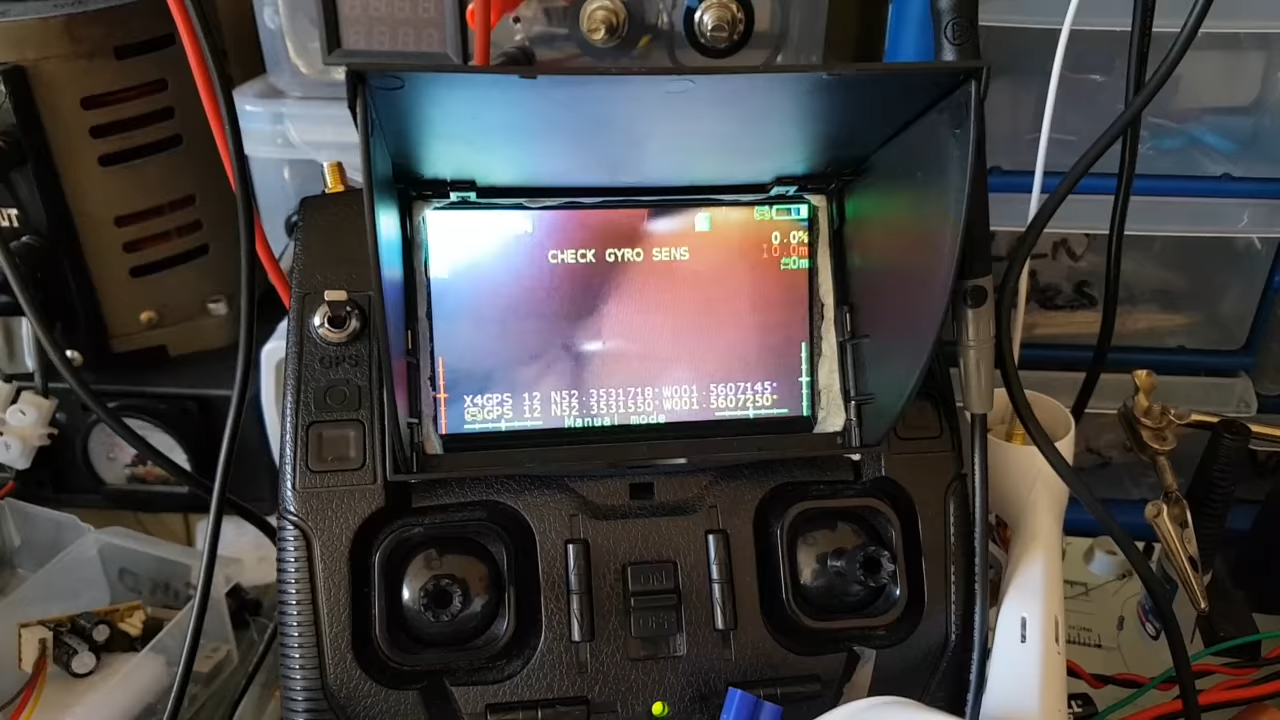 0.0%
CHECK GYRO SENS
0.0m
0m
GPS
X4GPS 12 N52.3531718° W001.5607145°
GPS 12 N52.3531550° W001.5607250°
Manual mode
ON
OFF